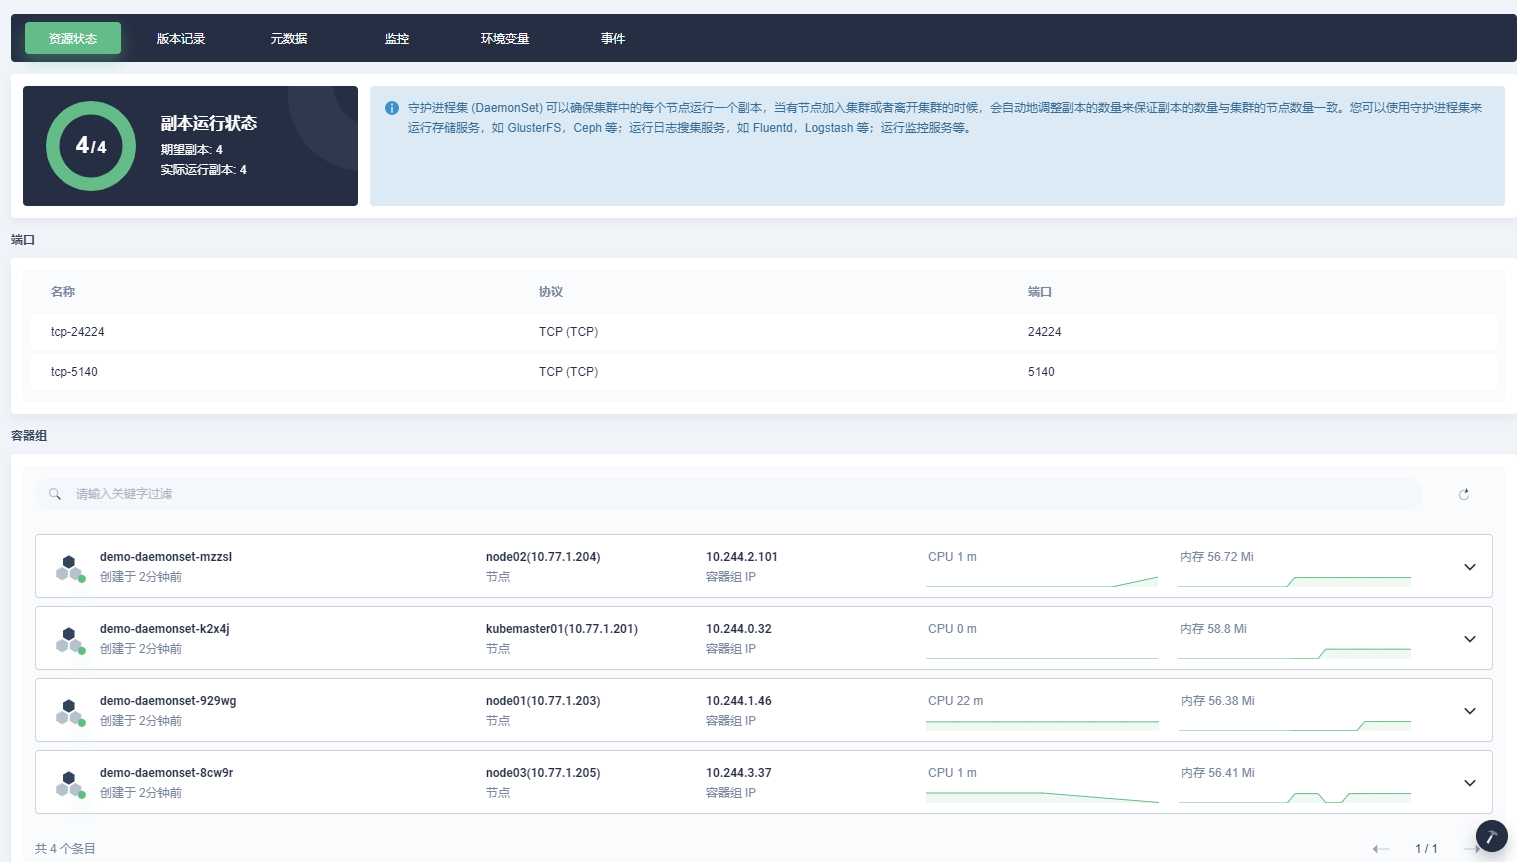 资源状态 版本记录 元数据 监控 环境变量 事件
4/4
副本运行状态
期望副本: 4
实际运行副本: 4
守护进程集 (DaemonSet) 可以确保集群中的每个节点运行一个副本，当有节点加入集群或者离开集群的时候，会自动地调整副本的数量来保证副本的数量与集群的节点数量一致。您可以使用守护进程集来
运行存储服务，如 GlusterFS，Ceph 等；运行日志搜集服务，如 Fluentd，Logstash 等；运行监控服务等。
端口
名称 协议 端口
tcp-24224 TCP (TCP) 24224
tcp-5140 TCP (TCP) 5140
容器组
请输入关键字过滤
demo-daemonset-mzzsl node02(10.77.1.204) 10.244.2.101 CPU 1 m 内存 56.72 Mi
创建于 2分钟前 节点 容器组 IP
demo-daemonset-k2x4j kubemaster01(10.77.1.201) 10.244.0.32 CPU 0 m 内存 58.8 Mi
创建于 2分钟前 节点 容器组 IP
demo-daemonset-929wg node01(10.77.1.203) 10.244.1.46 CPU 22 m 内存 56.38 Mi
创建于 2分钟前 节点 容器组 IP
demo-daemonset-8cw9r node03(10.77.1.205) 10.244.3.37 CPU 1 m 内存 56.41 Mi
创建于 2分钟前 节点 容器组 IP
共 4 个条目 1 / 1